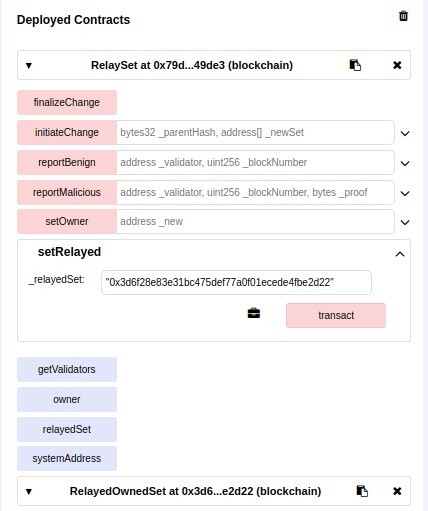 Deployed Contracts
RelaySet at 0x79d...49de3 (blockchain)
finalizeChange
initiateChange bytes32 _parentHash, address[] _newSet
reportBenign address _validator, uint256 _blockNumber
reportMalicious address _validator, uint256 _blockNumber, bytes _proof
setOwner address _new
setRelayed
_relayedSet: "0x3d6f28e83e31bc475def77a0f01ecede4fbe2d22"
transact
getValidators
owner
relayedSet
systemAddress
RelayedOwnedSet at 0x3d6...e2d22 (blockchain)